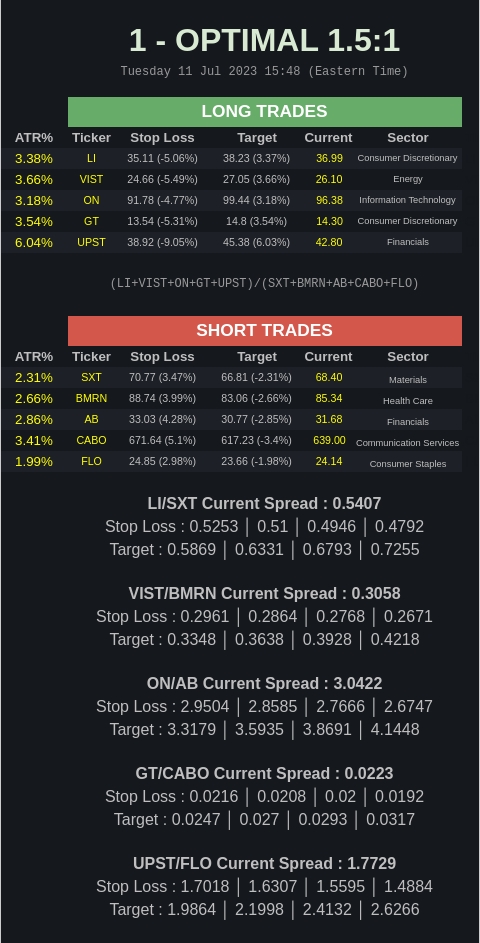 1 - OPTIMAL 1.5:1
Tuesday 11 Jul 2023 15:48 (Eastern Time)
LONG TRADES
ATR% Ticker Stop Loss Target Current Sector
3.38% LI 35.11 (-5.06%) 38.23 (3.37%) 36.99 Consumer Discretionary
3.66% VIST 24.66 (-5.49%) 27.05 (3.66%) 26.10 Energy
3.18% ON 91.78 (-4.77%) 99.44 (3.18%) 96.38 Information Technology
3.54% GT 13.54 (-5.31%) 14.8 (3.54%) 14.30 Consumer Discretionary
6.04% UPST 38.92 (-9.05%) 45.38 (6.03%) 42.80 Financials
(LI+VIST+ON+GT+UPST)/(SXT+BMRN+AB+CABO+FLO)
SHORT TRADES
ATR% Ticker Stop Loss Target Current Sector
2.31% SXT 70.77 (3.47%) 66.81 (-2.31%) 68.40 Materials
2.66% BMRN 88.74 (3.99%) 83.06 (-2.66%) 85.34 Health Care
2.86% AB 33.03 (4.28%) 30.77 (-2.85%) 31.68 Financials
3.41% CABO 671.64 (5.1%) 617.23 (-3.4%) 639.00 Communication Services
1.99% FLO 24.85 (2.98%) 23.66 (-1.98%) 24.14 Consumer Staples
LI/SXT Current Spread : 0.5407
Stop Loss : 0.5253 | 0.51 | 0.4946 | 0.4792
Target : 0.5869 | 0.6331 | 0.6793 | 0.7255
VIST/BMRN Current Spread : 0.3058
Stop Loss : 0.2961 | 0.2864 | 0.2768 | 0.2671
Target : 0.3348 | 0.3638 | 0.3928 | 0.4218
ON/AB Current Spread : 3.0422
Stop Loss : 2.9504 | 2.8585 | 2.7666 | 2.6747
Target : 3.3179 | 3.5935 | 3.8691 | 4.1448
GT/CABO Current Spread : 0.0223
Stop Loss : 0.0216 | 0.0208 | 0.02 | 0.0192
Target : 0.0247 | 0.027 | 0.0293 | 0.0317
UPST/FLO Current Spread : 1.7729
Stop Loss : 1.7018 | 1.6307 | 1.5595 | 1.4884
Target : 1.9864 | 2.1998 | 2.4132 | 2.6266